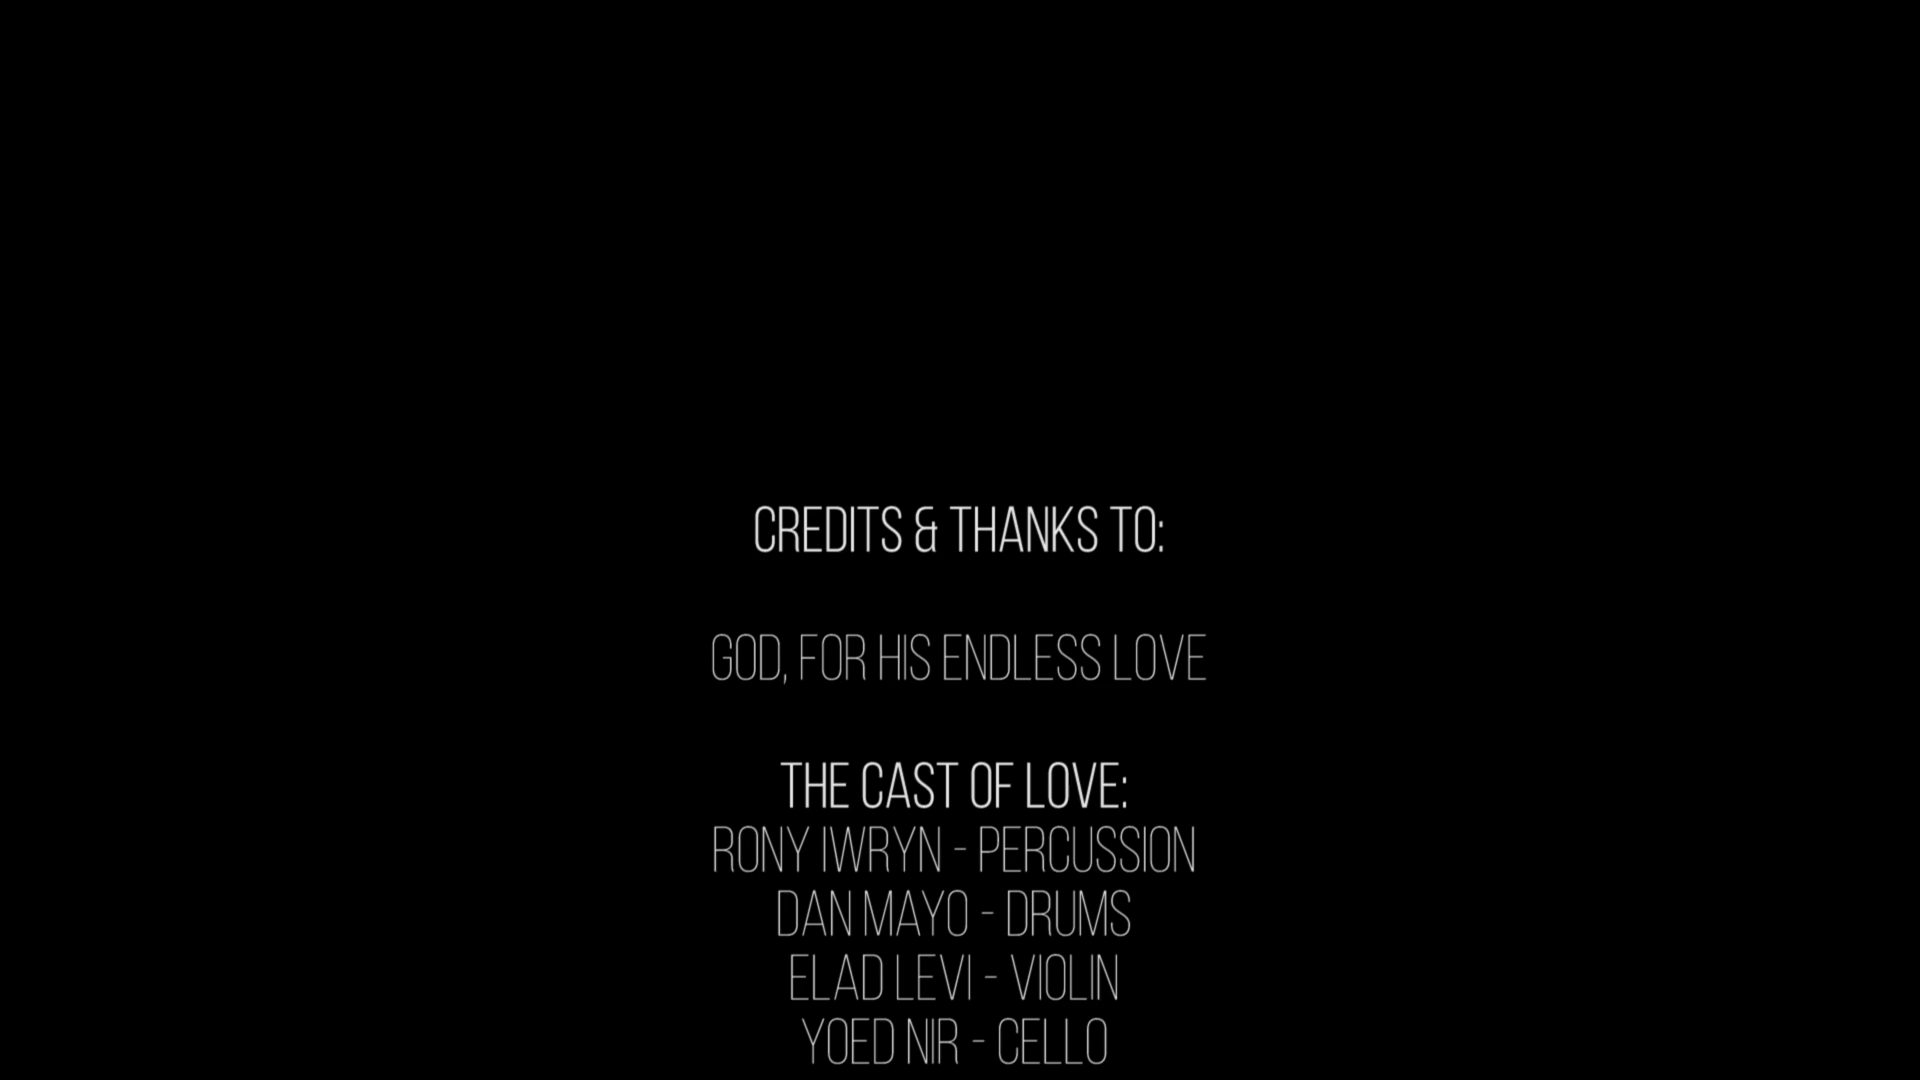 CREDITS & THANKS TO:
GOD, FOR HIS ENDLESS LOVE
THE CAST OF LOVE:
RONY IWRYN - PERCUSSION
DAN MAYO - DRUMS
ELAD LEVI - VIOLIN
YOED NIR - CELLO